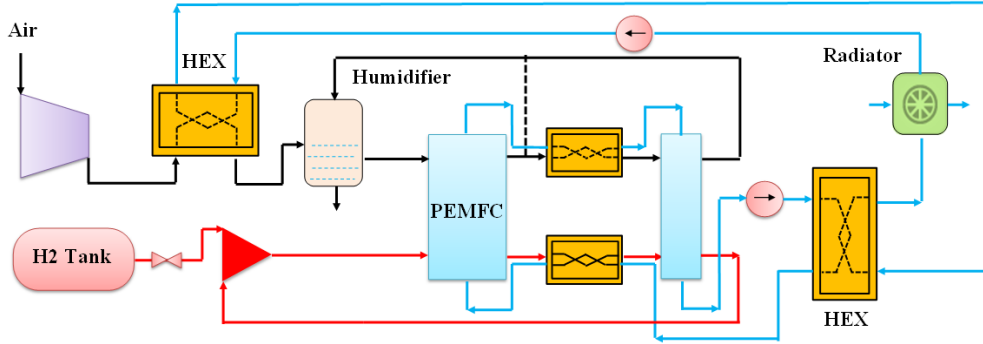 Air
HEX
Radiator
Humidifier
PEMFC
H2 Tank
HEX